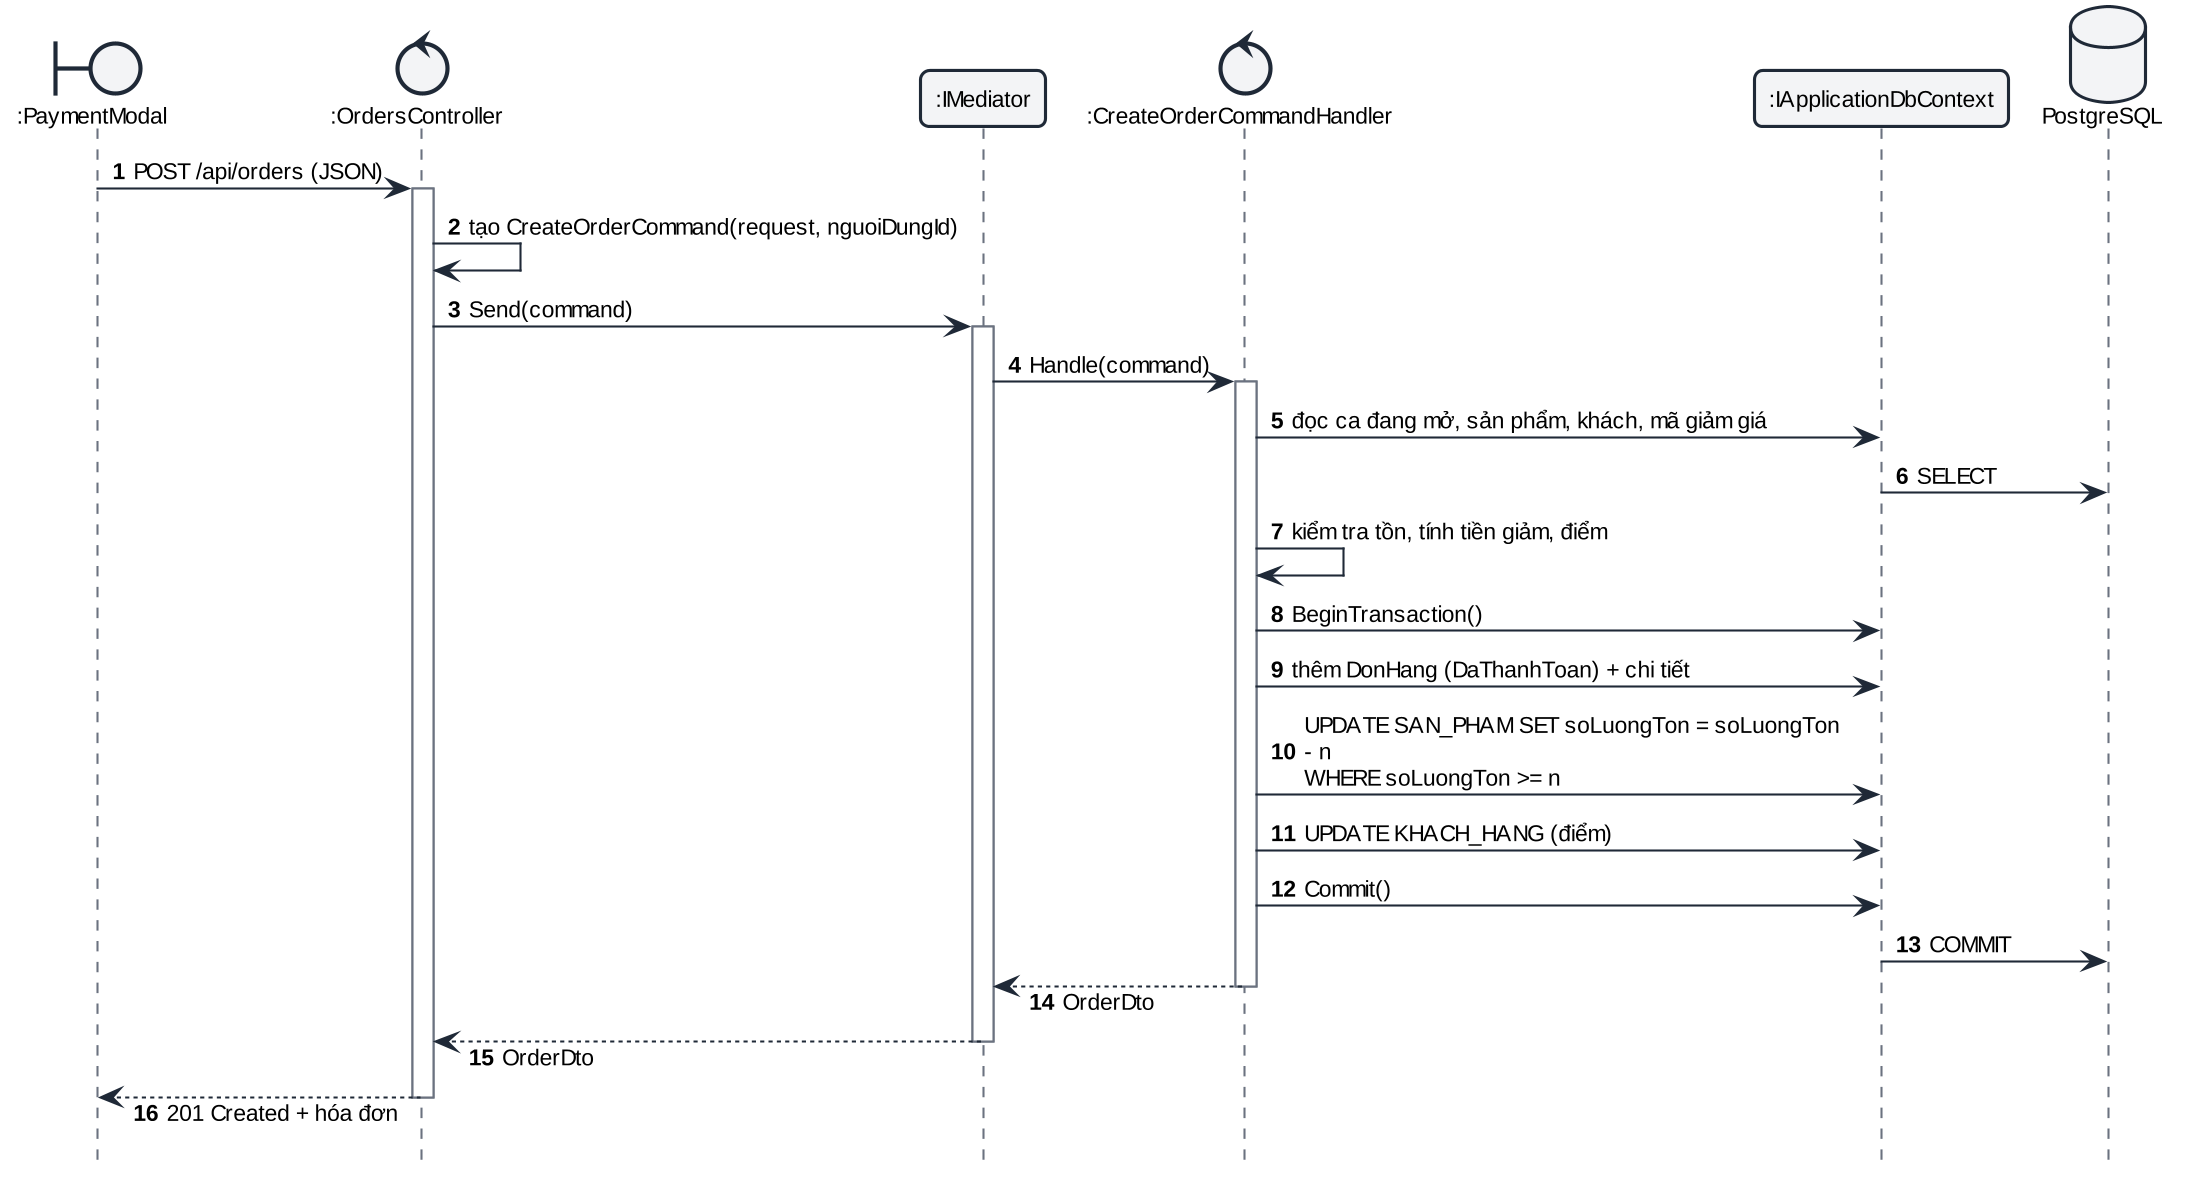 :PaymentModal
:OrdersController
:IMediator
:CreateOrderCommandHandler
:IApplicationDbContext
PostgreSQL
1 POST /api/orders (JSON)
2 tạo CreateOrderCommand(request, nguoiDungId)
3 Send(command)
4 Handle(command)
5 đọc ca đang mở, sản phẩm, khách, mã giảm giá
6 SELECT
7 kiểm tra tồn, tính tiền giảm, điểm
8 BeginTransaction()
9 thêm DonHang (DaThanhToan) + chi tiết
UPDATE SAN_PHAM SET soLuongTon = soLuongTon
10 - n
WHERE soLuongTon >= n
11 UPDATE KHACH_HANG (điểm)
12 Commit()
13 COMMIT
14 OrderDto
15 OrderDto
16 201 Created + hóa đơn